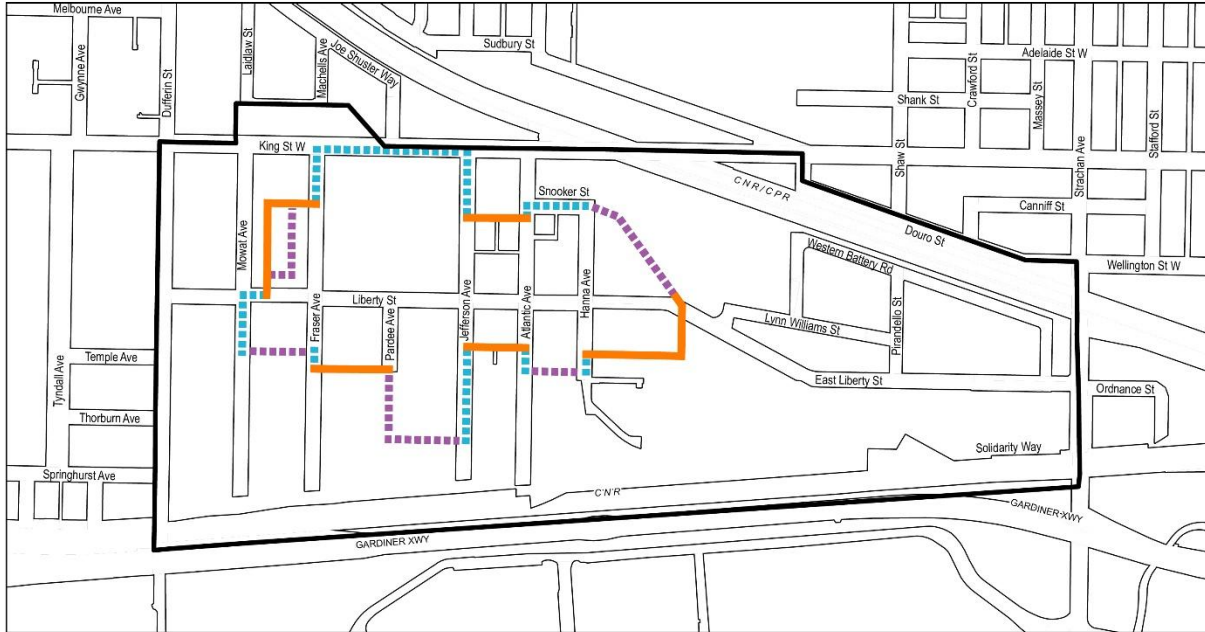 Melbourne Ave
Gwynne Ave
Dufferin St
Laidlaw St
Machells Ave
Joe Shuster Way
Sudbury St
Adelaide St W
Crawford St
Massey St
Shank St
Shaw St
Strachan Ave
Stafford St
King St W
CNR/CPR
Snooker St
Canniff St
Douro St
Mowat Ave
Western Battery Rd
Wellington St W
Fraser Ave
Liberty St
Pardee Ave
Jefferson Ave
Atlantic Ave
Hanna Ave
Lynn Williams St
Pirandello St
Tyndall Ave
Temple Ave
East Liberty St
Ordnance St
Thorburn Ave
Solidarity Way
Springhurst Ave
C'N'R
GARDINER XWY
GARDINER XWY